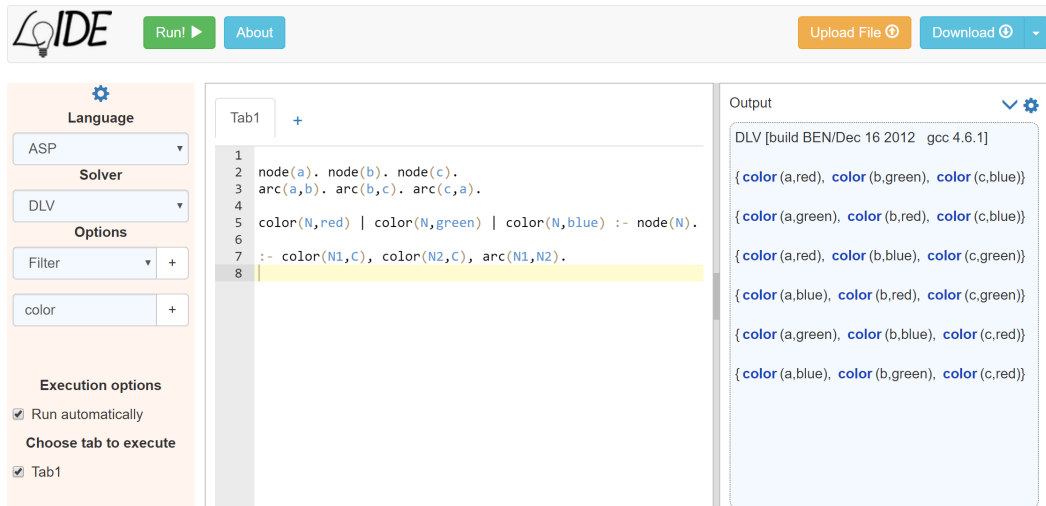 LoIDE Run! About Upload File Download
Language
ASP
Solver
DLV
Options
Filter +
color +
Execution options
Run automatically
Choose tab to execute
Tab1
Tab1 +
1
2 node(a). node(b). node(c).
3 arc(a,b). arc(b,c). arc(c,a).
4
5 color(N,red) | color(N,green) | color(N,blue) :- node(N).
6
7 :- color(N1,C), color(N2,C), arc(N1,N2).
8
Output
DLV [build BEN/Dec 16 2012 gcc 4.6.1]
{color(a,red), color(b,green), color(c,blue)}
{color(a,green), color(b,red), color(c,blue)}
{color(a,red), color(b,blue), color(c,green)}
{color(a,blue), color(b,red), color(c,green)}
{color(a,green), color(b,blue), color(c,red)}
{color(a,blue), color(b,green), color(c,red)}